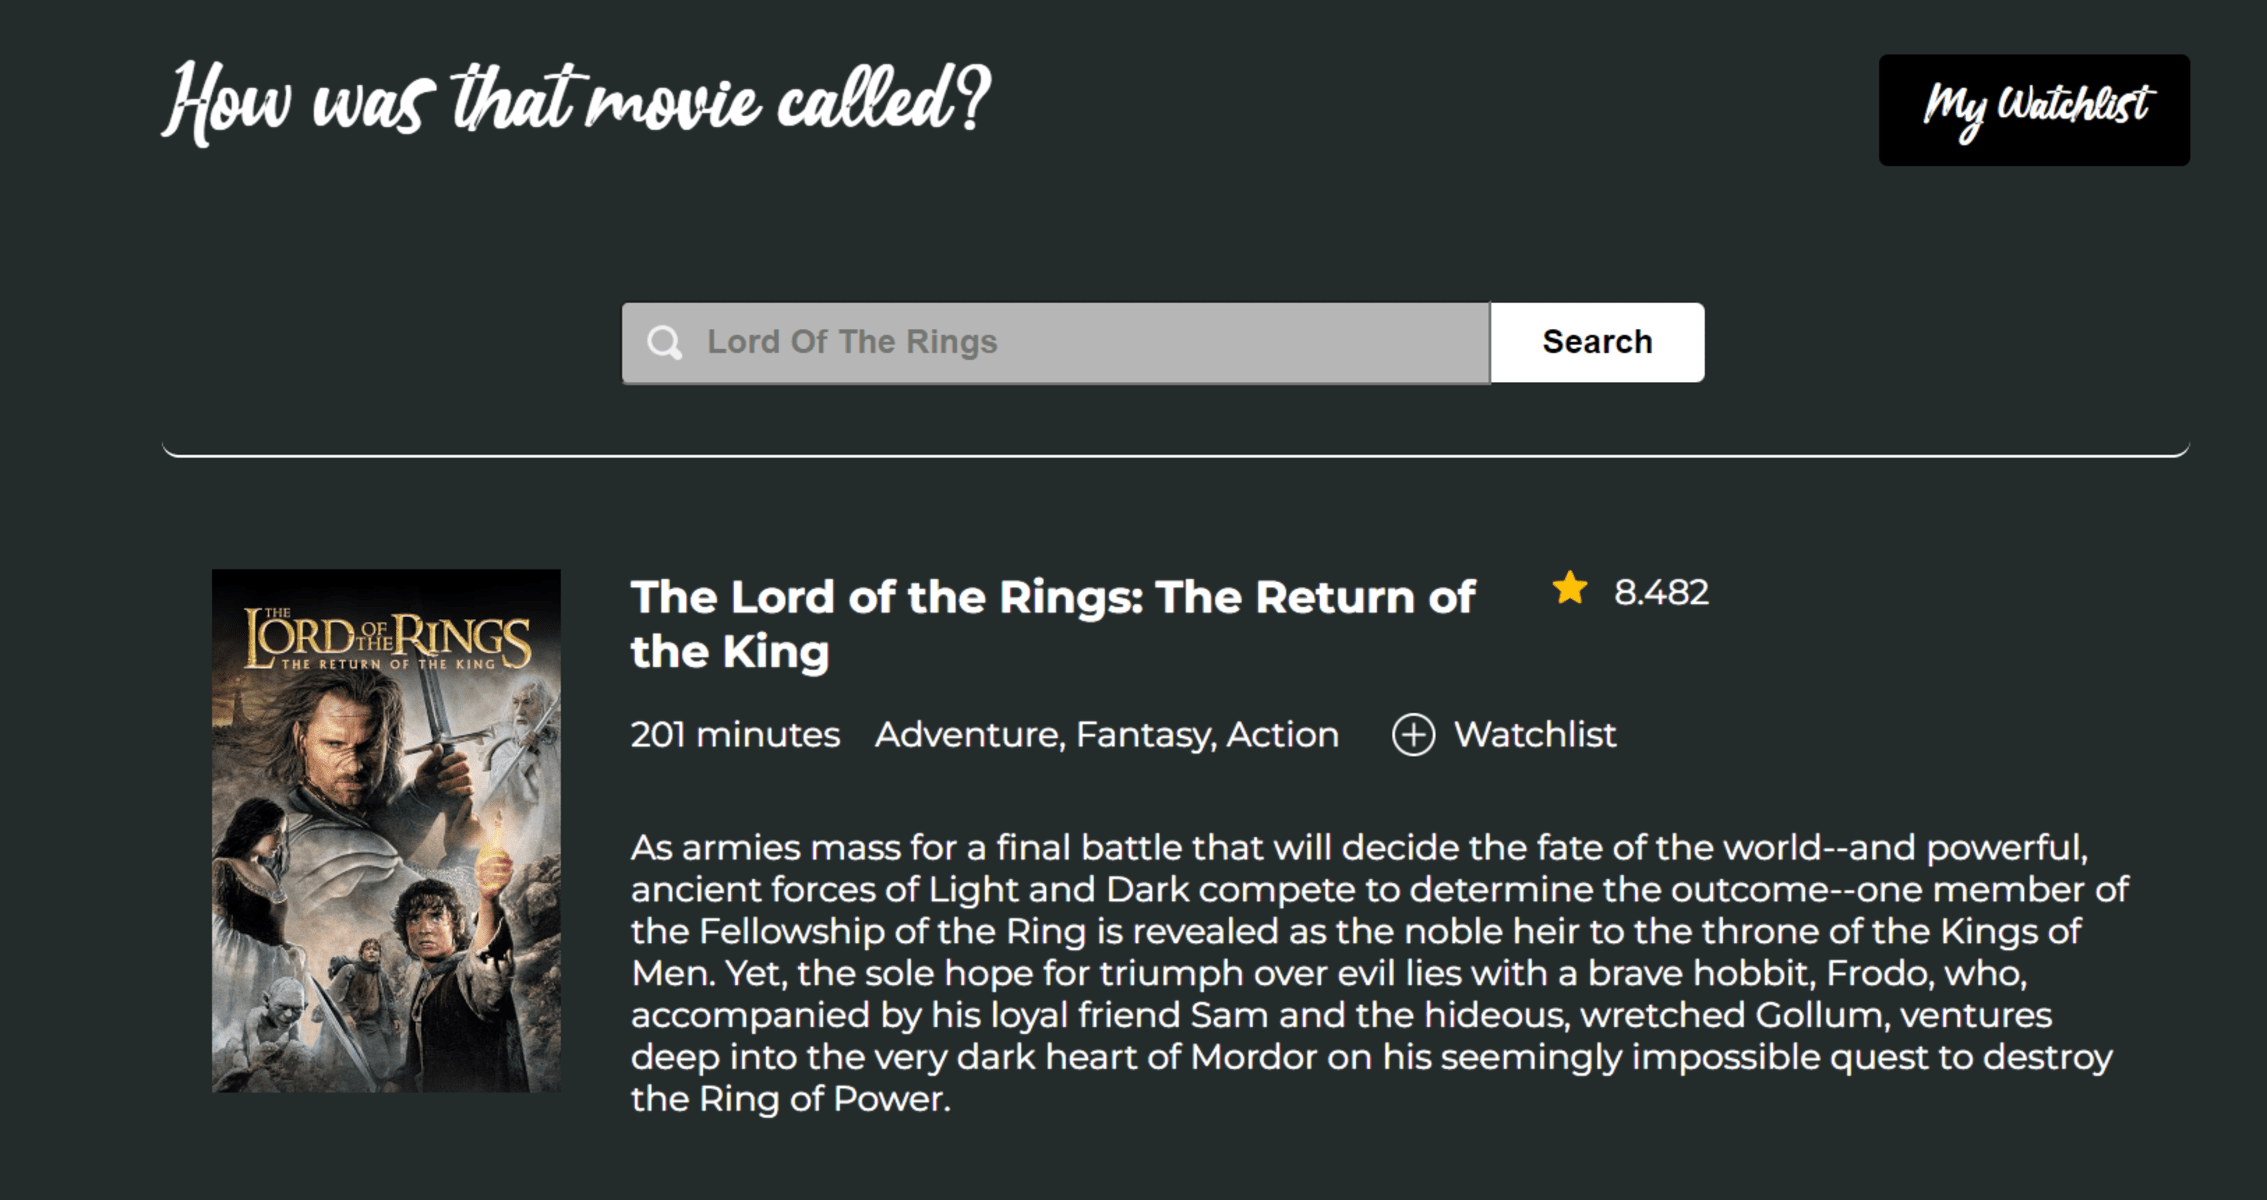 How was that movie called?
My Watchlist
Lord Of The Rings
Search
THE
LORD OF THE RINGS
THE RETURN OF THE KING
The Lord of the Rings: The Return of
the King
8.482
201 minutes Adventure, Fantasy, Action Watchlist
As armies mass for a final battle that will decide the fate of the world--and powerful,
ancient forces of Light and Dark compete to determine the outcome--one member of
the Fellowship of the Ring is revealed as the noble heir to the throne of the Kings of
Men. Yet, the sole hope for triumph over evil lies with a brave hobbit, Frodo, who,
accompanied by his loyal friend Sam and the hideous, wretched Gollum, ventures
deep into the very dark heart of Mordor on his seemingly impossible quest to destroy
the Ring of Power.